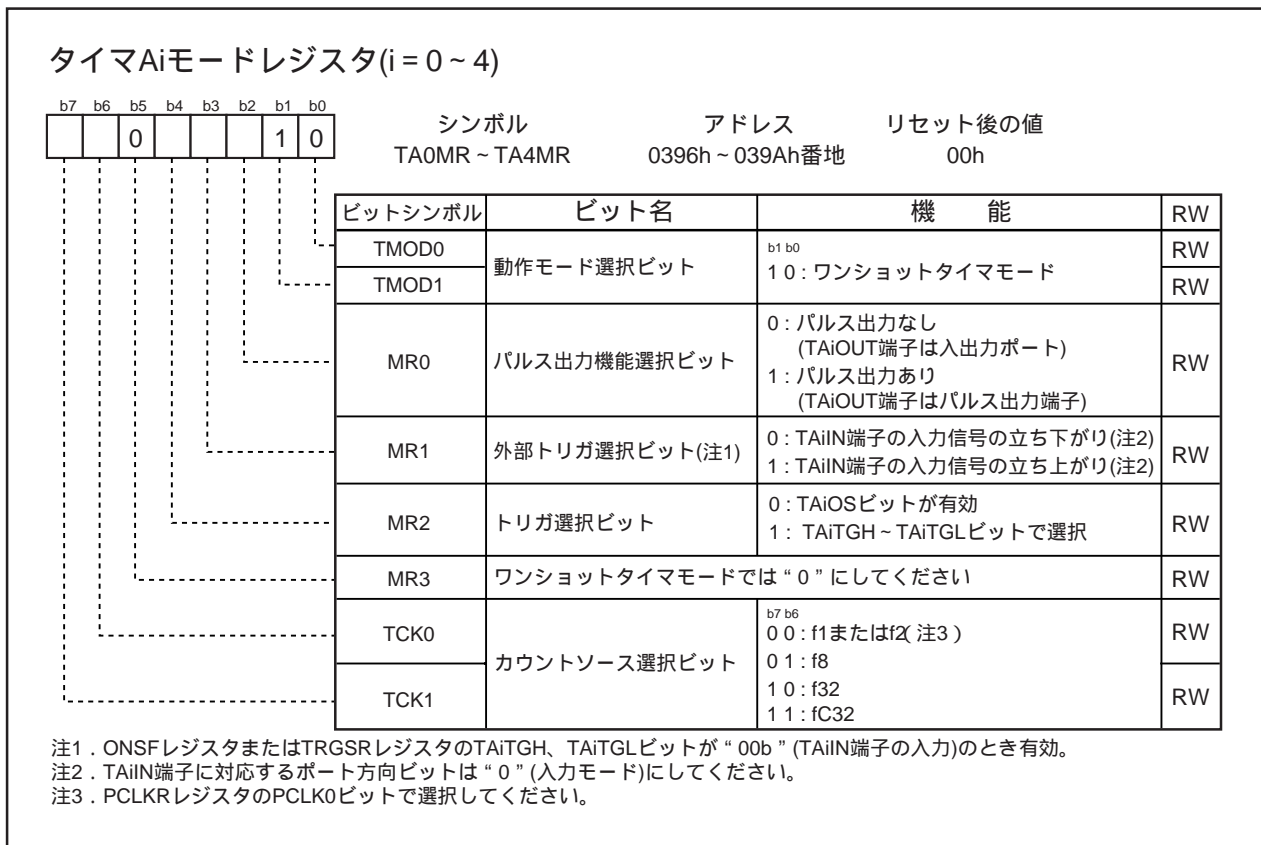 タイマAiモードレジスタ(i = 0 ~ 4)
b7 b6 b5 b4 b3 b2 b1 b0
0 1 0
シンボル アドレス リセット後の値
TA0MR ~ TA4MR 0396h ~ 039Ah番地 00h
ビットシンボル ビット名 機 能 RW
TMOD0 動作モード選択ビット b1 b0 RW
TMOD1 1 0 : ワンショットタイマモード RW
MR0 パルス出力機能選択ビット 0 : パルス出力なし RW
(TAiOUT端子は入出力ポート)
1 : パルス出力あり
(TAiOUT端子はパルス出力端子)
MR1 外部トリガ選択ビット(注1) 0 : TAiIN端子の入力信号の立ち下がり(注2) RW
1 : TAiIN端子の入力信号の立ち上がり(注2)
MR2 トリガ選択ビット 0 : TAiOSビットが有効 RW
1 : TAiTGH ~ TAiTGLビットで選択
MR3 ワンショットタイマモードでは “ 0 ” にしてください RW
TCK0 カウントソース選択ビット b7 b6 RW
0 0 : f1またはf2( 注3 )
0 1 : f8
TCK1 1 0 : f32 RW
1 1 : fC32
注1 . ONSFレジスタまたはTRGSRレジスタのTAiTGH、TAiTGLビットが “ 00b ” (TAiIN端子の入力)のとき有効。
注2 . TAiIN端子に対応するポート方向ビットは “ 0 ” (入力モード)にしてください。
注3 . PCLKRレジスタのPCLK0ビットで選択してください。